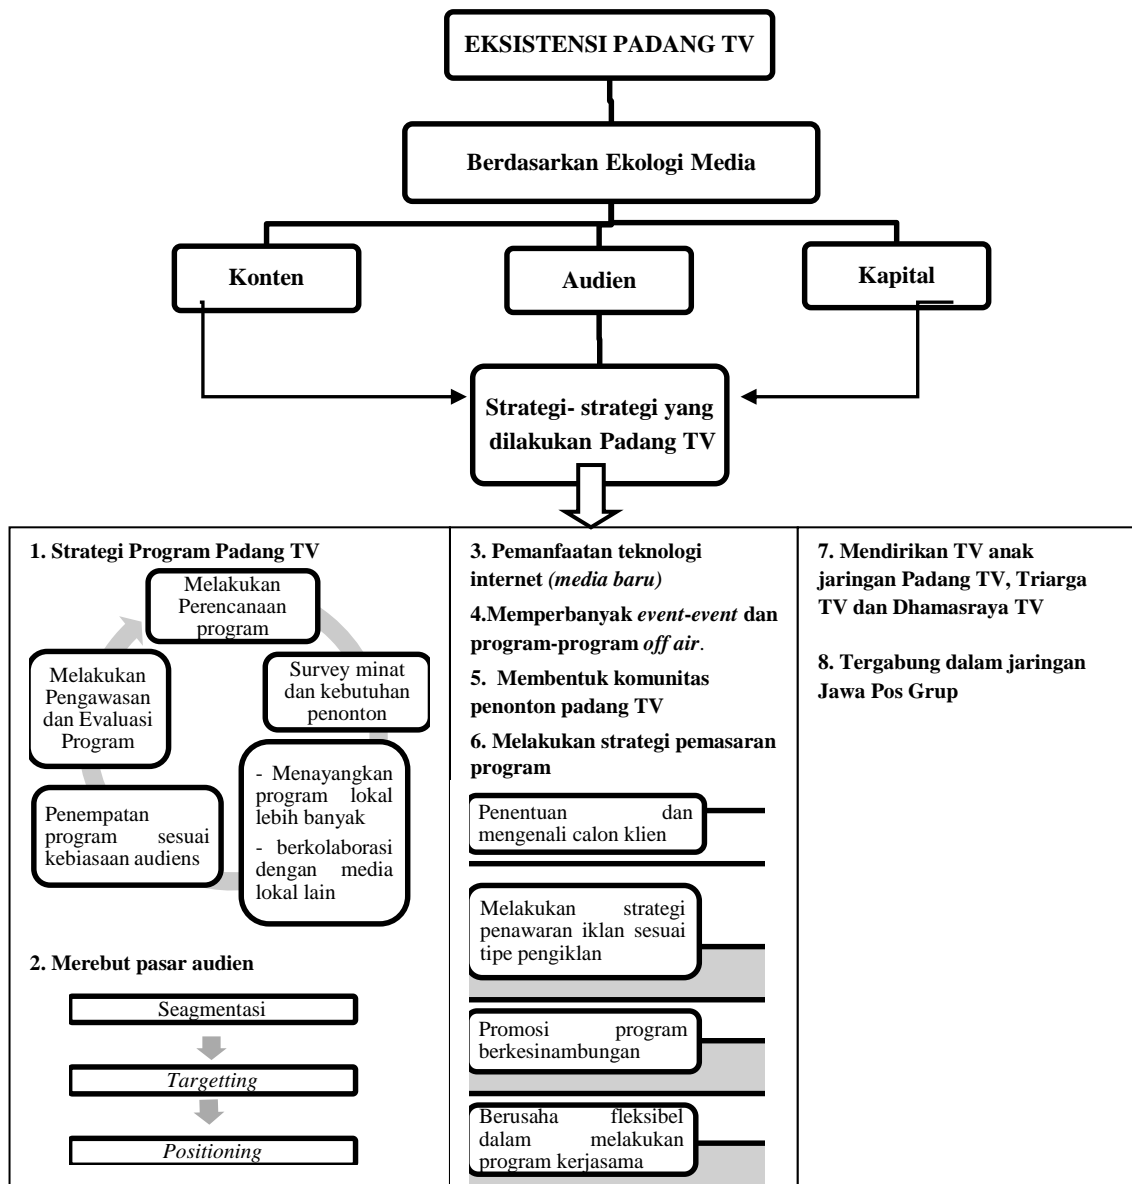 EKSISTENSI PADANG TV
Berdasarkan Ekologi Media
Konten
Audien
Kapital
Strategi- strategi yang
dilakukan Padang TV
1. Strategi Program Padang TV
Melakukan
Perencanaan
program
Survey minat
dan kebutuhan
penonton
- Menayangkan
program lokal
lebih banyak
- berkolaborasi
dengan media
lokal lain
Penempatan
program sesuai
kebiasaan audiens
Melakukan
Pengawasan
dan Evaluasi
Program
2. Merebut pasar audien
Seagmentasi
Targetting
Positioning
3. Pemanfaatan teknologi
internet (media baru)
4.Memperbanyak event-event dan
program-program off air.
5. Membentuk komunitas
penonton padang TV
6. Melakukan strategi pemasaran
program
Penentuan dan
mengenali calon klien
Melakukan strategi
penawaran iklan sesuai
tipe pengiklan
Promosi program
berkesinambungan
Berusaha fleksibel
dalam melakukan
program kerjasama
7. Mendirikan TV anak
jaringan Padang TV, Triarga
TV dan Dhamasraya TV
8. Tergabung dalam jaringan
Jawa Pos Grup